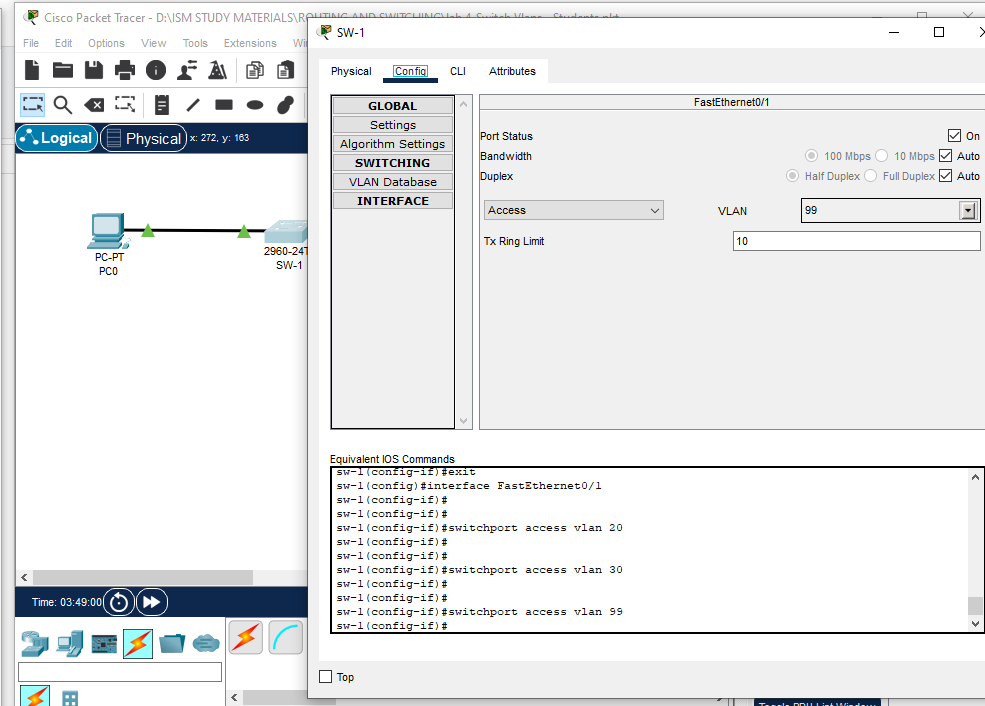 Cisco Packet Tracer - D:\ISM STUDY MATERIALS\ROUTING AND SWITCHING\lab 4-Switch Vlans - Students.pkt
File Edit Options View Tools Extensions
Logical
Physical
x: 272, y: 163
PC-PT
PC0
2960-24T
SW-1
Time: 03:49:00
SW-1
Physical Config CLI Attributes
GLOBAL
Settings
Algorithm Settings
SWITCHING
VLAN Database
INTERFACE
FastEthernet0/1
Port Status On
Bandwidth 100 Mbps 10 Mbps Auto
Duplex Half Duplex Full Duplex Auto
Access VLAN 99
Tx Ring Limit 10
Equivalent IOS Commands
sw-1(config-if)#exit
sw-1(config)#interface FastEthernet0/1
sw-1(config-if)#
sw-1(config-if)#
sw-1(config-if)#switchport access vlan 20
sw-1(config-if)#
sw-1(config-if)#
sw-1(config-if)#switchport access vlan 30
sw-1(config-if)#
sw-1(config-if)#
sw-1(config-if)#switchport access vlan 99
sw-1(config-if)#
Top
Toggle PDU List Window